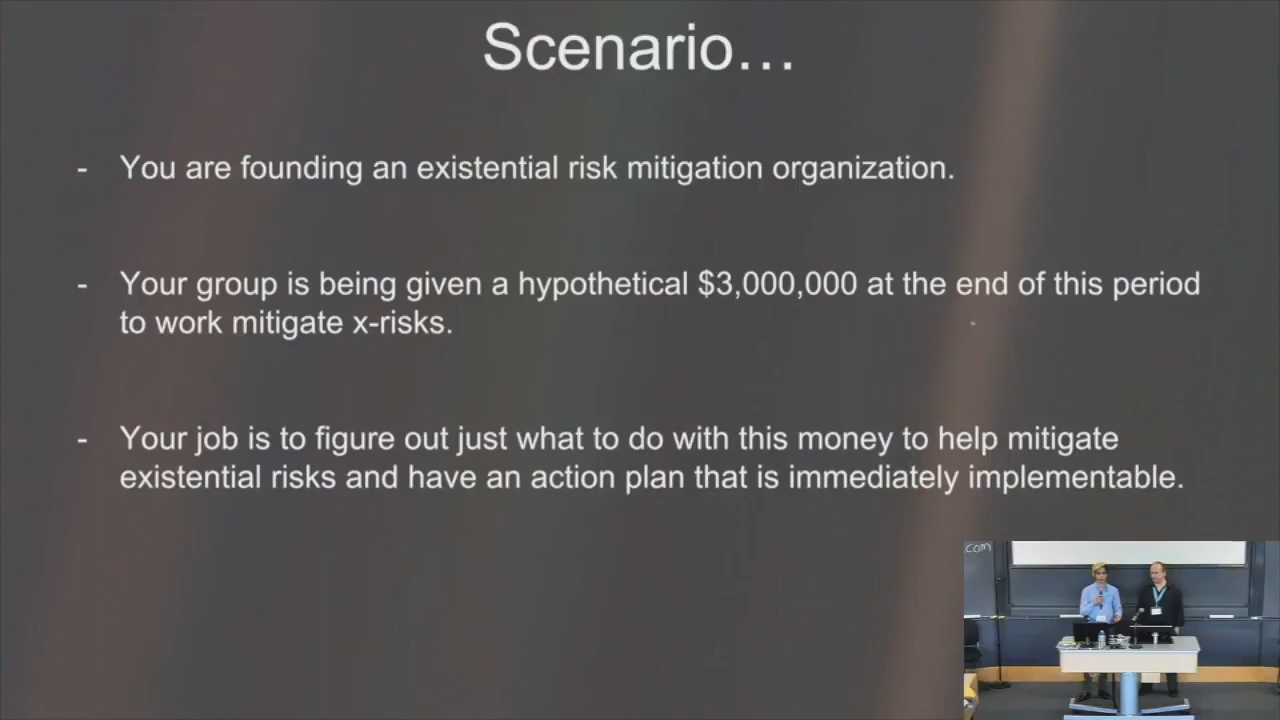 Scenario…
- You are founding an existential risk mitigation organization.
- Your group is being given a hypothetical $3,000,000 at the end of this period
to work mitigate x-risks.
- Your job is to figure out just what to do with this money to help mitigate
existential risks and have an action plan that is immediately implementable.
.com